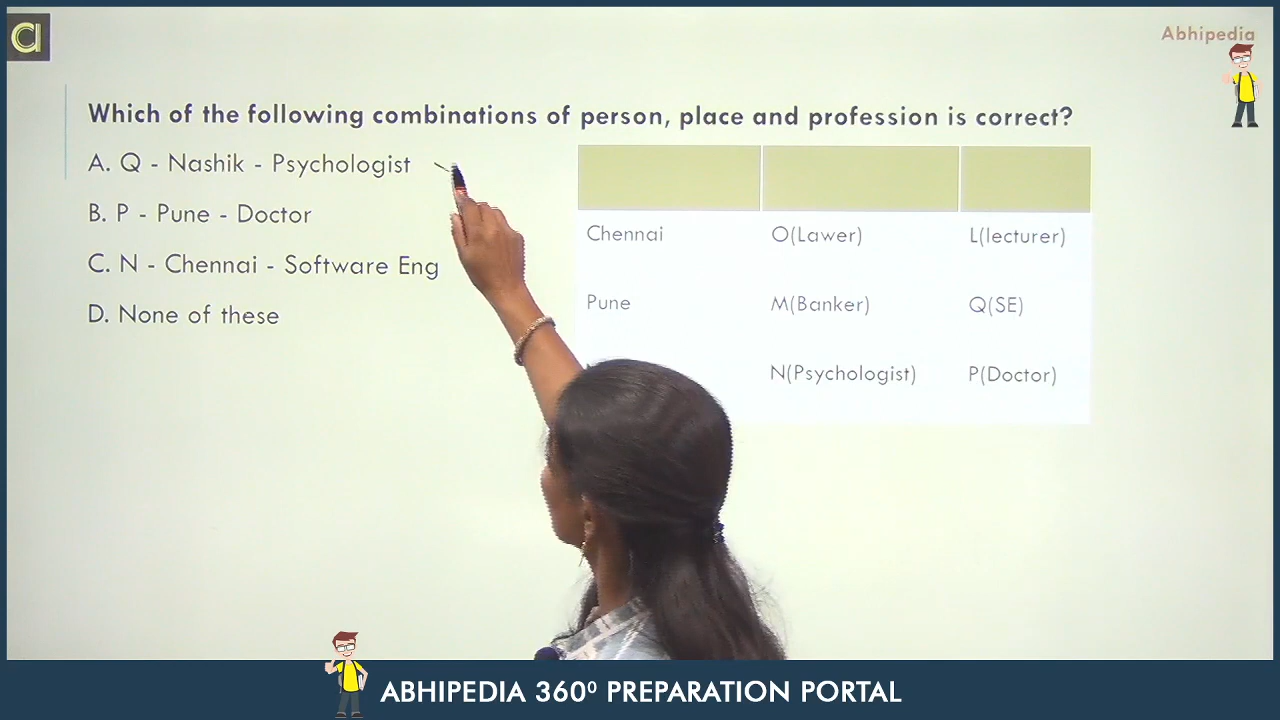 Abhipedia
Which of the following combinations of person, place and profession is correct?
A. Q - Nashik - Psychologist
B. P - Pune - Doctor
C. N - Chennai - Software Eng
D. None of these
Chennai O(Lawer) L(lecturer)
Pune M(Banker) Q(SE)
N(Psychologist) P(Doctor)
ABHIPEDIA 360⁰ PREPARATION PORTAL